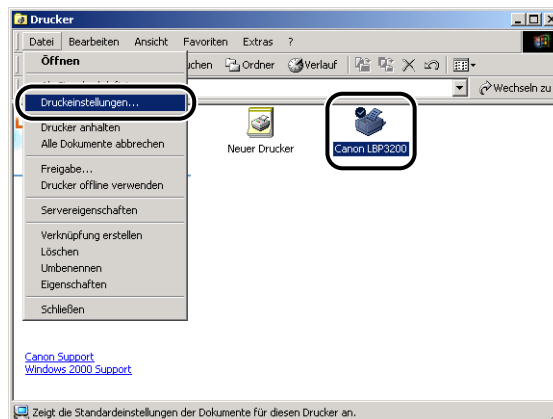 Drucker
Datei Bearbeiten Ansicht Favoriten Extras ?
Öffnen
uchen Ordner Verlauf
Wechseln zu
Druckeinstellungen...
Drucker anhalten
Alle Dokumente abbrechen
Freigabe...
Drucker offline verwenden
Servereigenschaften
Verknüpfung erstellen
Löschen
Umbenennen
Eigenschaften
Schließen
Neuer Drucker
Canon LBP3200
Canon Support
Windows 2000 Support
Zeigt die Standardeinstellungen der Dokumente für diesen Drucker an.